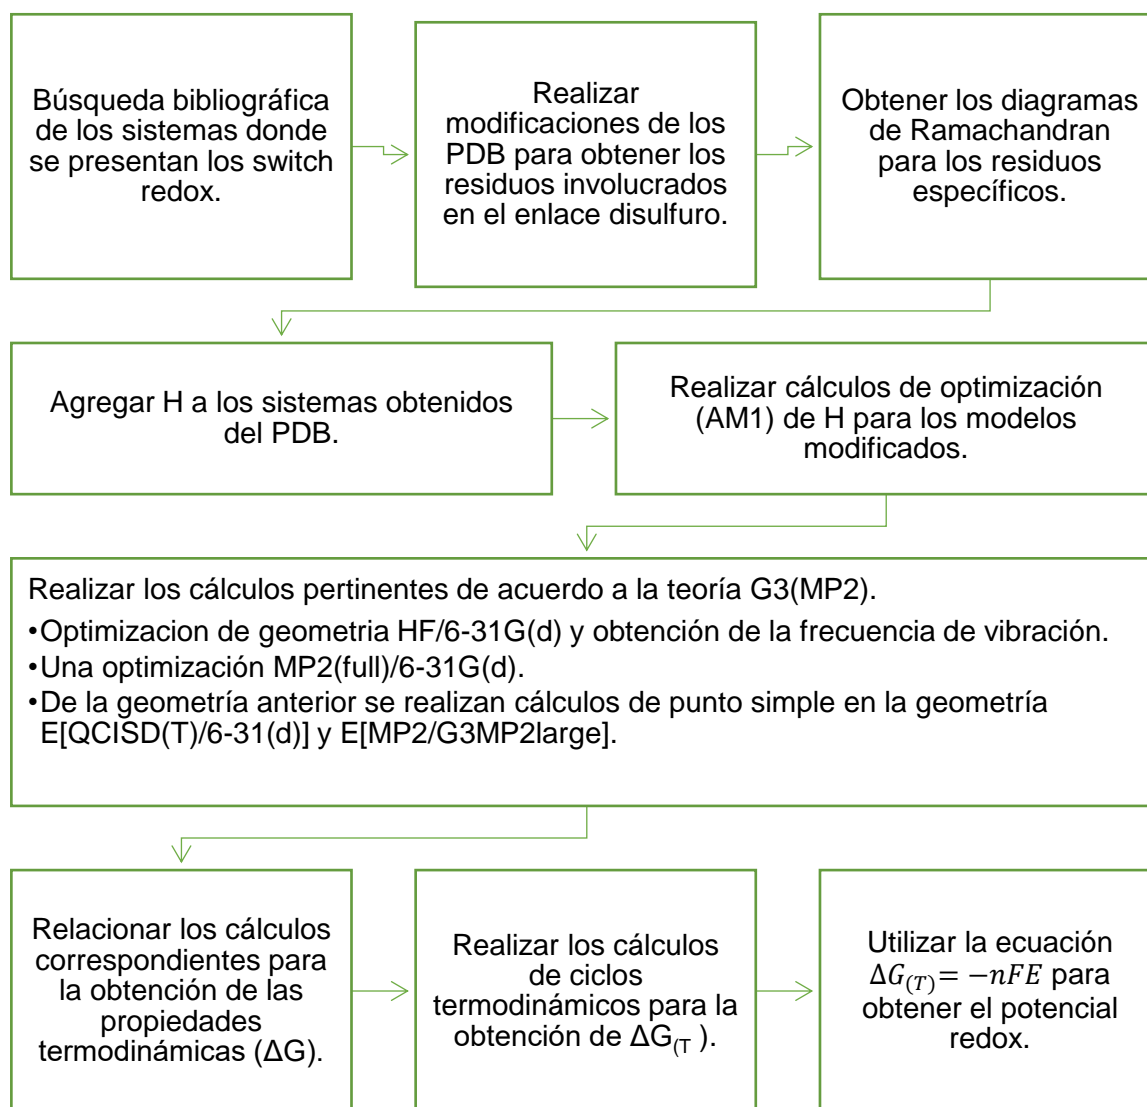 Búsqueda bibliográfica
de los sistemas donde
se presentan los switch
redox.
Realizar
modificaciones de los
PDB para obtener los
residuos involucrados
en el enlace disulfuro.
Obtener los diagramas
de Ramachandran
para los residuos
específicos.
Agregar H a los sistemas obtenidos
del PDB.
Realizar cálculos de optimización
(AM1) de H para los modelos
modificados.
Realizar los cálculos pertinentes de acuerdo a la teoría G3(MP2).
•Optimizacion de geometria HF/6-31G(d) y obtención de la frecuencia de vibración.
•Una optimización MP2(full)/6-31G(d).
•De la geometría anterior se realizan cálculos de punto simple en la geometría
E[QCISD(T)/6-31(d)] y E[MP2/G3MP2large].
Relacionar los cálculos
correspondientes para
la obtención de las
propiedades
termodinámicas (ΔG).
Realizar los cálculos
de ciclos
termodinámicos para la
obtención de ΔG(T ).
Utilizar la ecuación
ΔG(T)= −nFE para
obtener el potencial
redox.